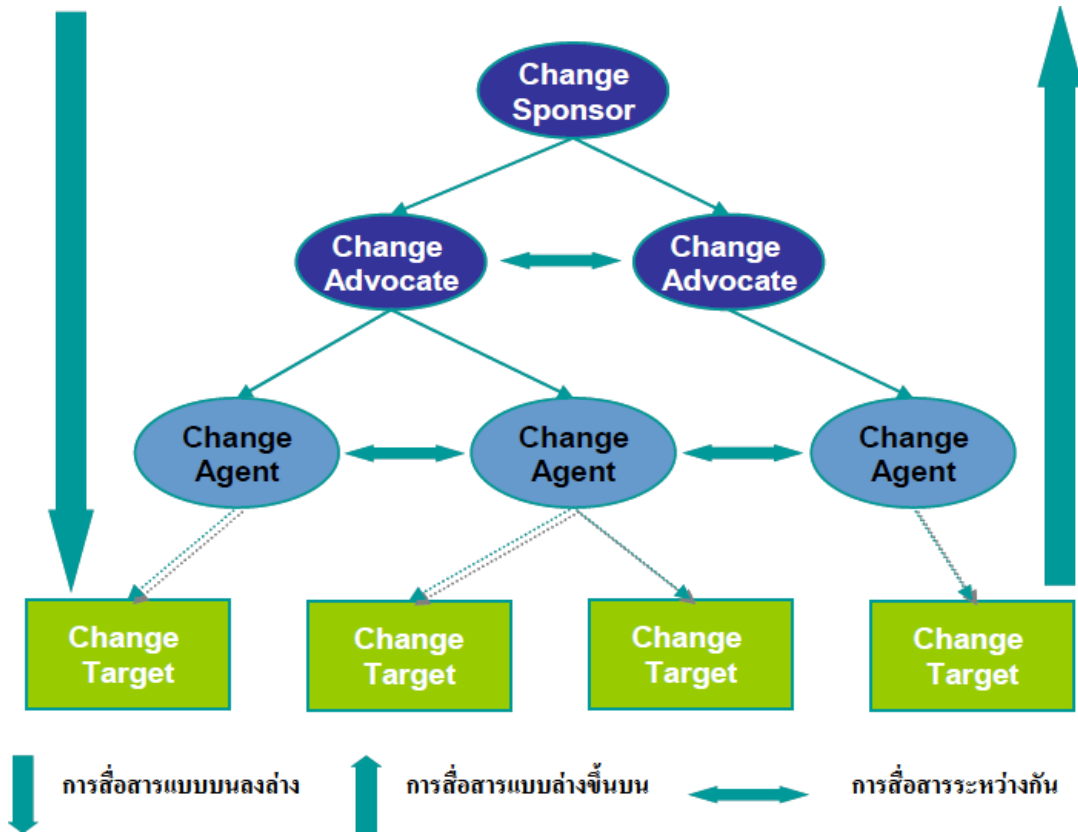 Change
Sponsor
Change
Advocate
Change
Advocate
Change
Agent
Change
Agent
Change
Agent
Change
Target
Change
Target
Change
Target
Change
Target
การสื่อสารแบบบนลงล่าง
การสื่อสารแบบล่างขึ้นบน
การสื่อสารระหว่างกัน